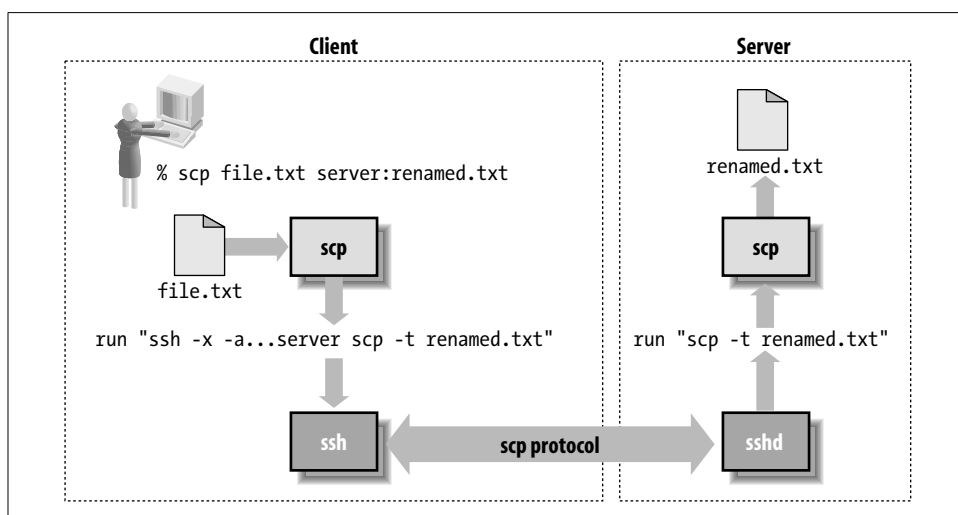 Client
Server
% scp file.txt server:renamed.txt
renamed.txt
scp
scp
file.txt
run "ssh -x -a...server scp -t renamed.txt"
run "scp -t renamed.txt"
ssh
scp protocol
sshd